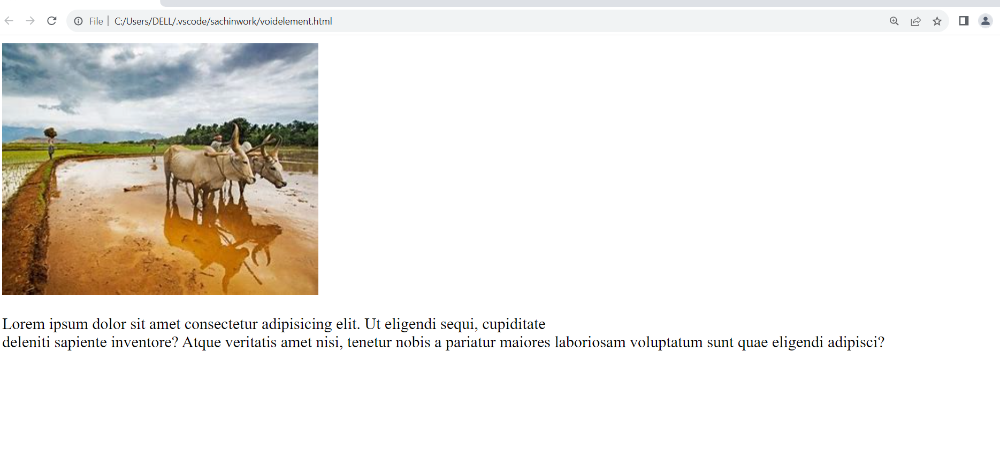 File | C:/Users/DELL/.vscode/sachinwork/voidelement.html
Lorem ipsum dolor sit amet consectetur adipisicing elit. Ut eligendi sequi, cupiditate
deleniti sapiente inventore? Atque veritatis amet nisi, tenetur nobis a pariatur maiores laboriosam voluptatum sunt quae eligendi adipisci?